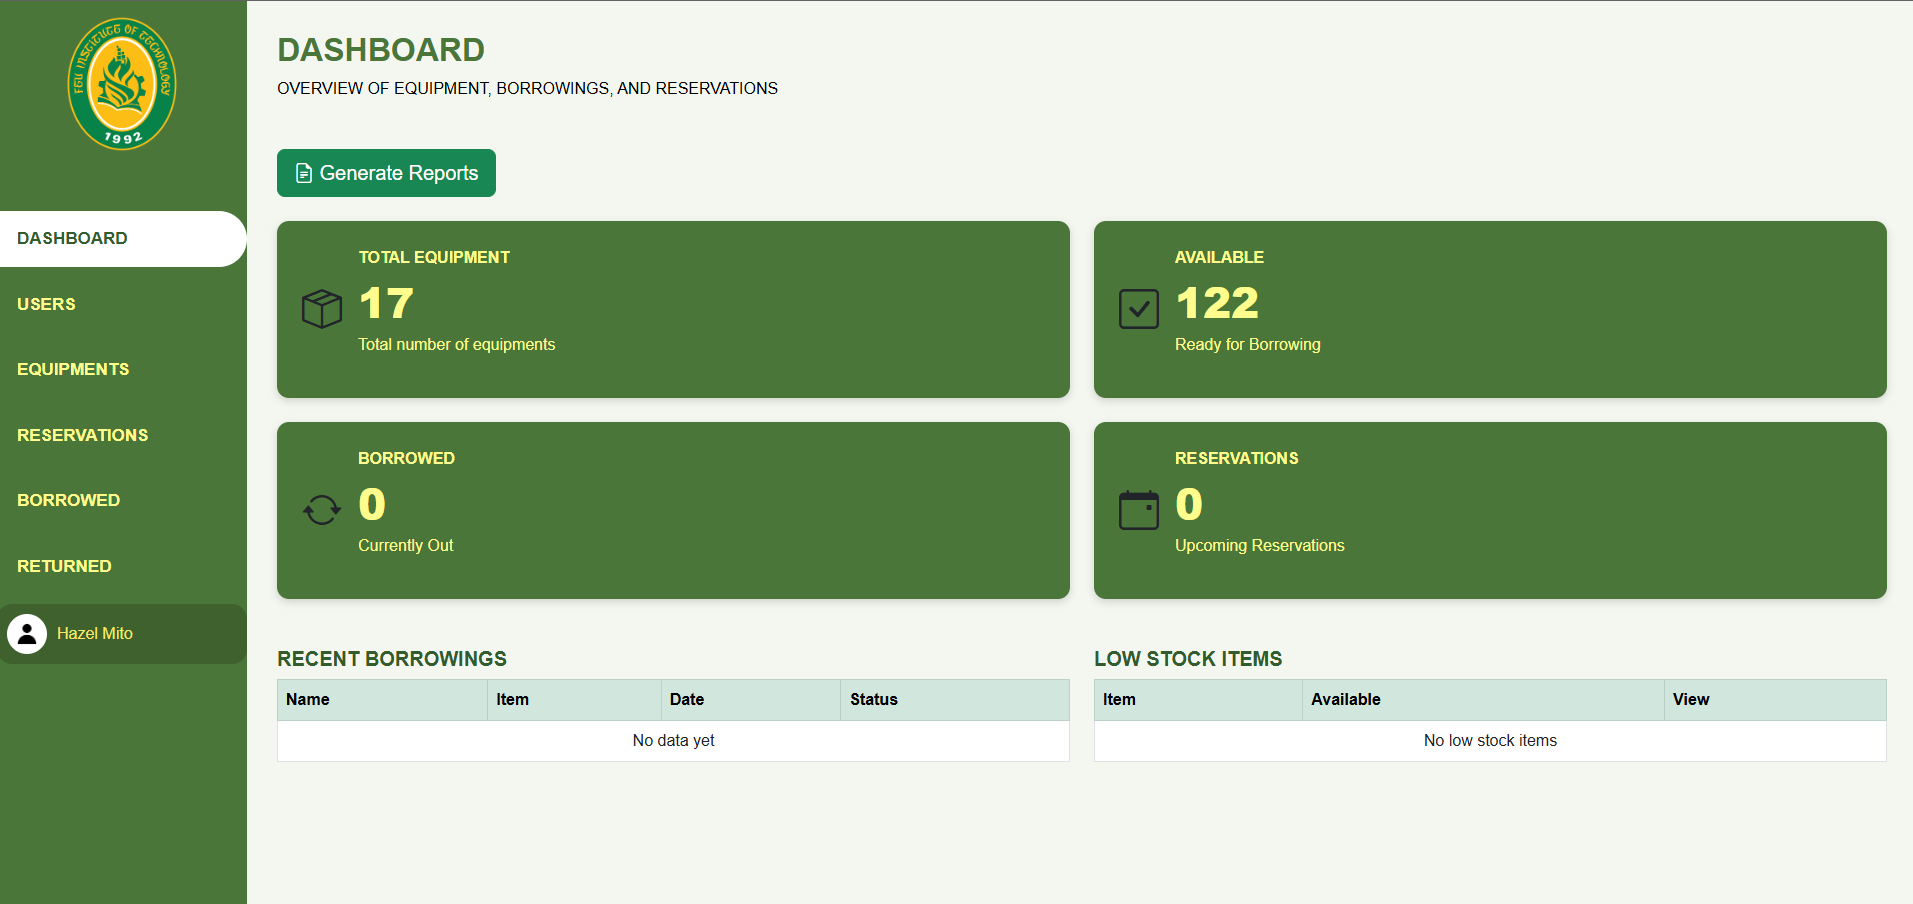 FEU INSTITUTE OF TECHNOLOGY
1992
DASHBOARD
USERS
EQUIPMENTS
RESERVATIONS
BORROWED
RETURNED
Hazel Mito
DASHBOARD
OVERVIEW OF EQUIPMENT, BORROWINGS, AND RESERVATIONS
Generate Reports
TOTAL EQUIPMENT
17
Total number of equipments
AVAILABLE
122
Ready for Borrowing
BORROWED
0
Currently Out
RESERVATIONS
0
Upcoming Reservations
RECENT BORROWINGS
Name Item Date Status
No data yet
LOW STOCK ITEMS
Item Available View
No low stock items